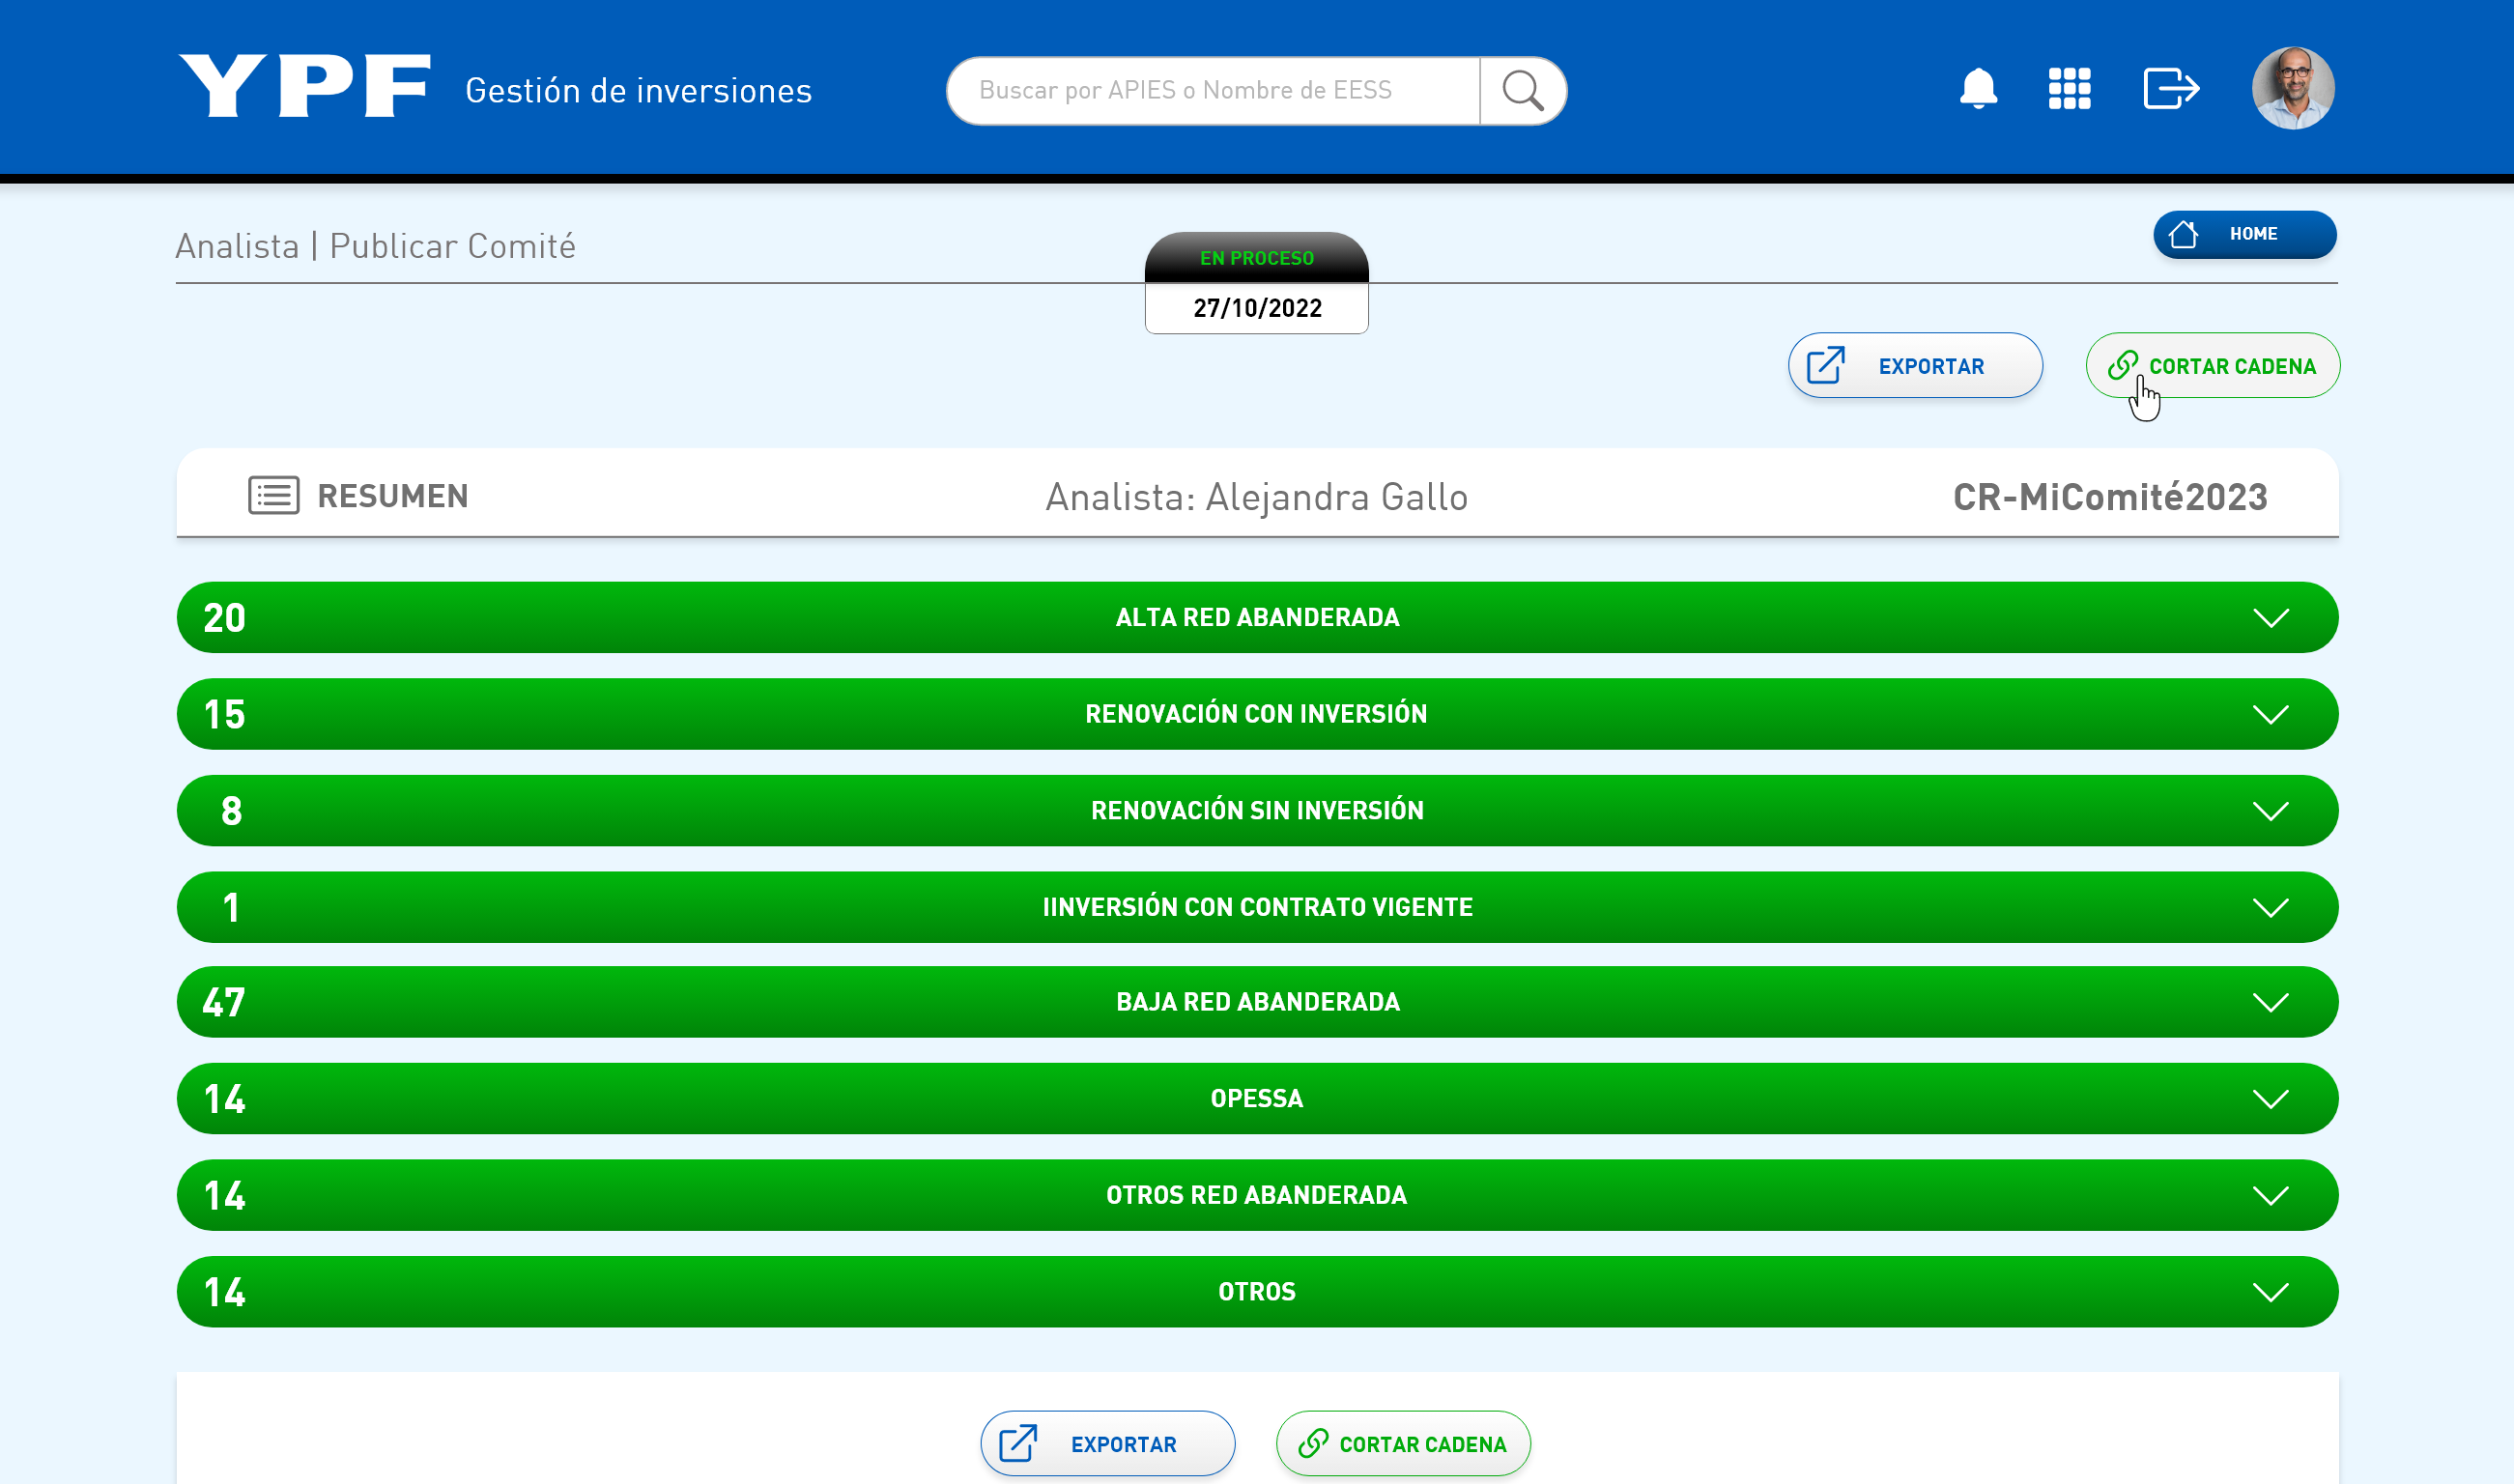 YPF Gestión de inversiones
Buscar por APIES o Nombre de EESS
Analista | Publicar Comité
EN PROCESO
27/10/2022
HOME
EXPORTAR
CORTAR CADENA
RESUMEN
Analista: Alejandra Gallo
CR-MiComité2023
20 ALTA RED ABANDERADA
15 RENOVACIÓN CON INVERSIÓN
8 RENOVACIÓN SIN INVERSIÓN
1 IINVERSIÓN CON CONTRATO VIGENTE
47 BAJA RED ABANDERADA
14 OPESSA
14 OTROS RED ABANDERADA
14 OTROS
EXPORTAR
CORTAR CADENA